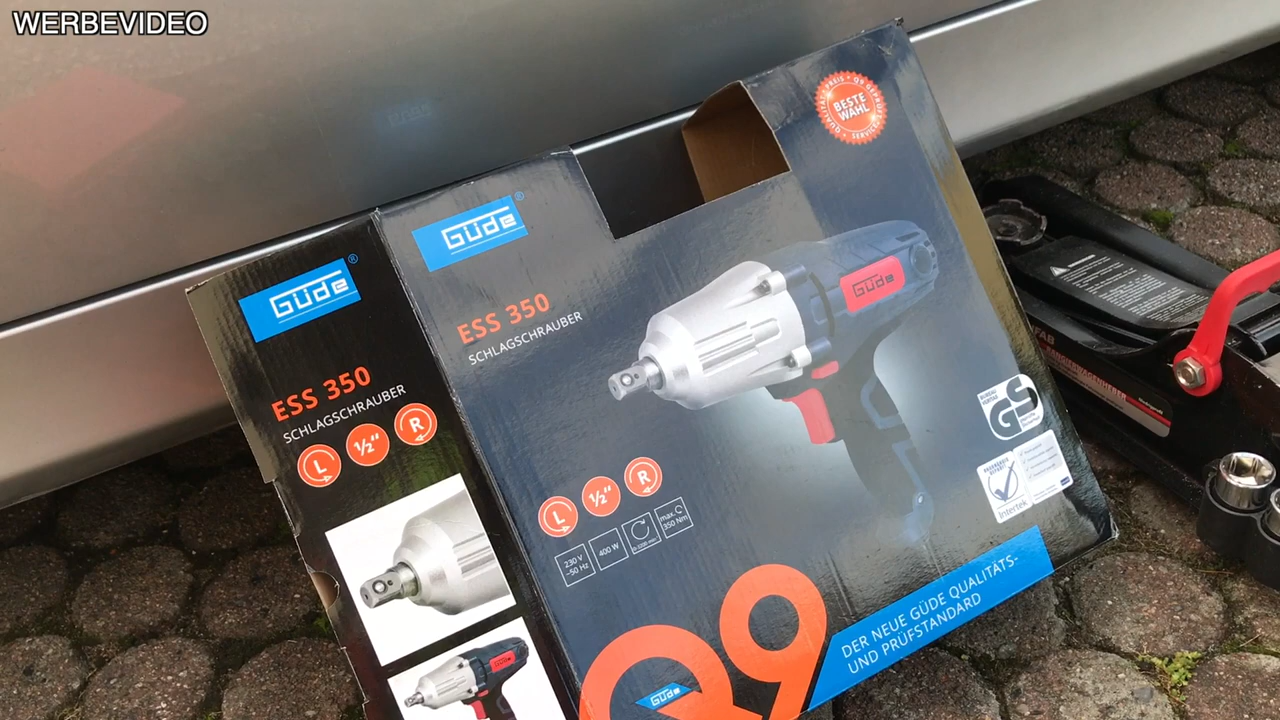 WERBEVIDEO
Güde®
ESS 350
SCHLAGSCHRAUBER
L
½"
R
Güde®
ESS 350
SCHLAGSCHRAUBER
BESTE
WAHL
Güde
L
½"
R
230 V
~50 Hz
400 W
max.
350 Nm
GS
Intertek
Güde
Q9
DER NEUE GÜDE QUALITÄTS-
UND PRÜFSTANDARD